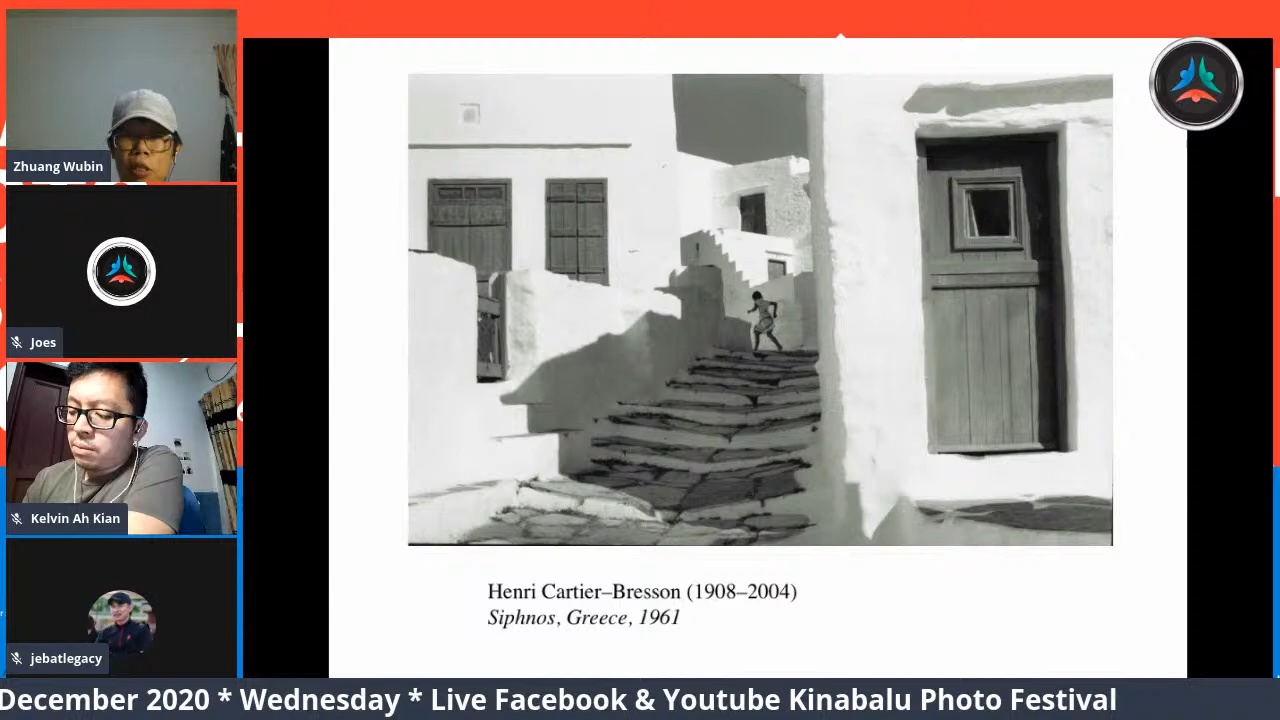 Zhuang Wubin
Joes
Kelvin Ah Kian
jebatlegacy
Henri Cartier–Bresson (1908–2004)
Siphnos, Greece, 1961
December 2020 * Wednesday * Live Facebook & Youtube Kinabalu Photo Festival